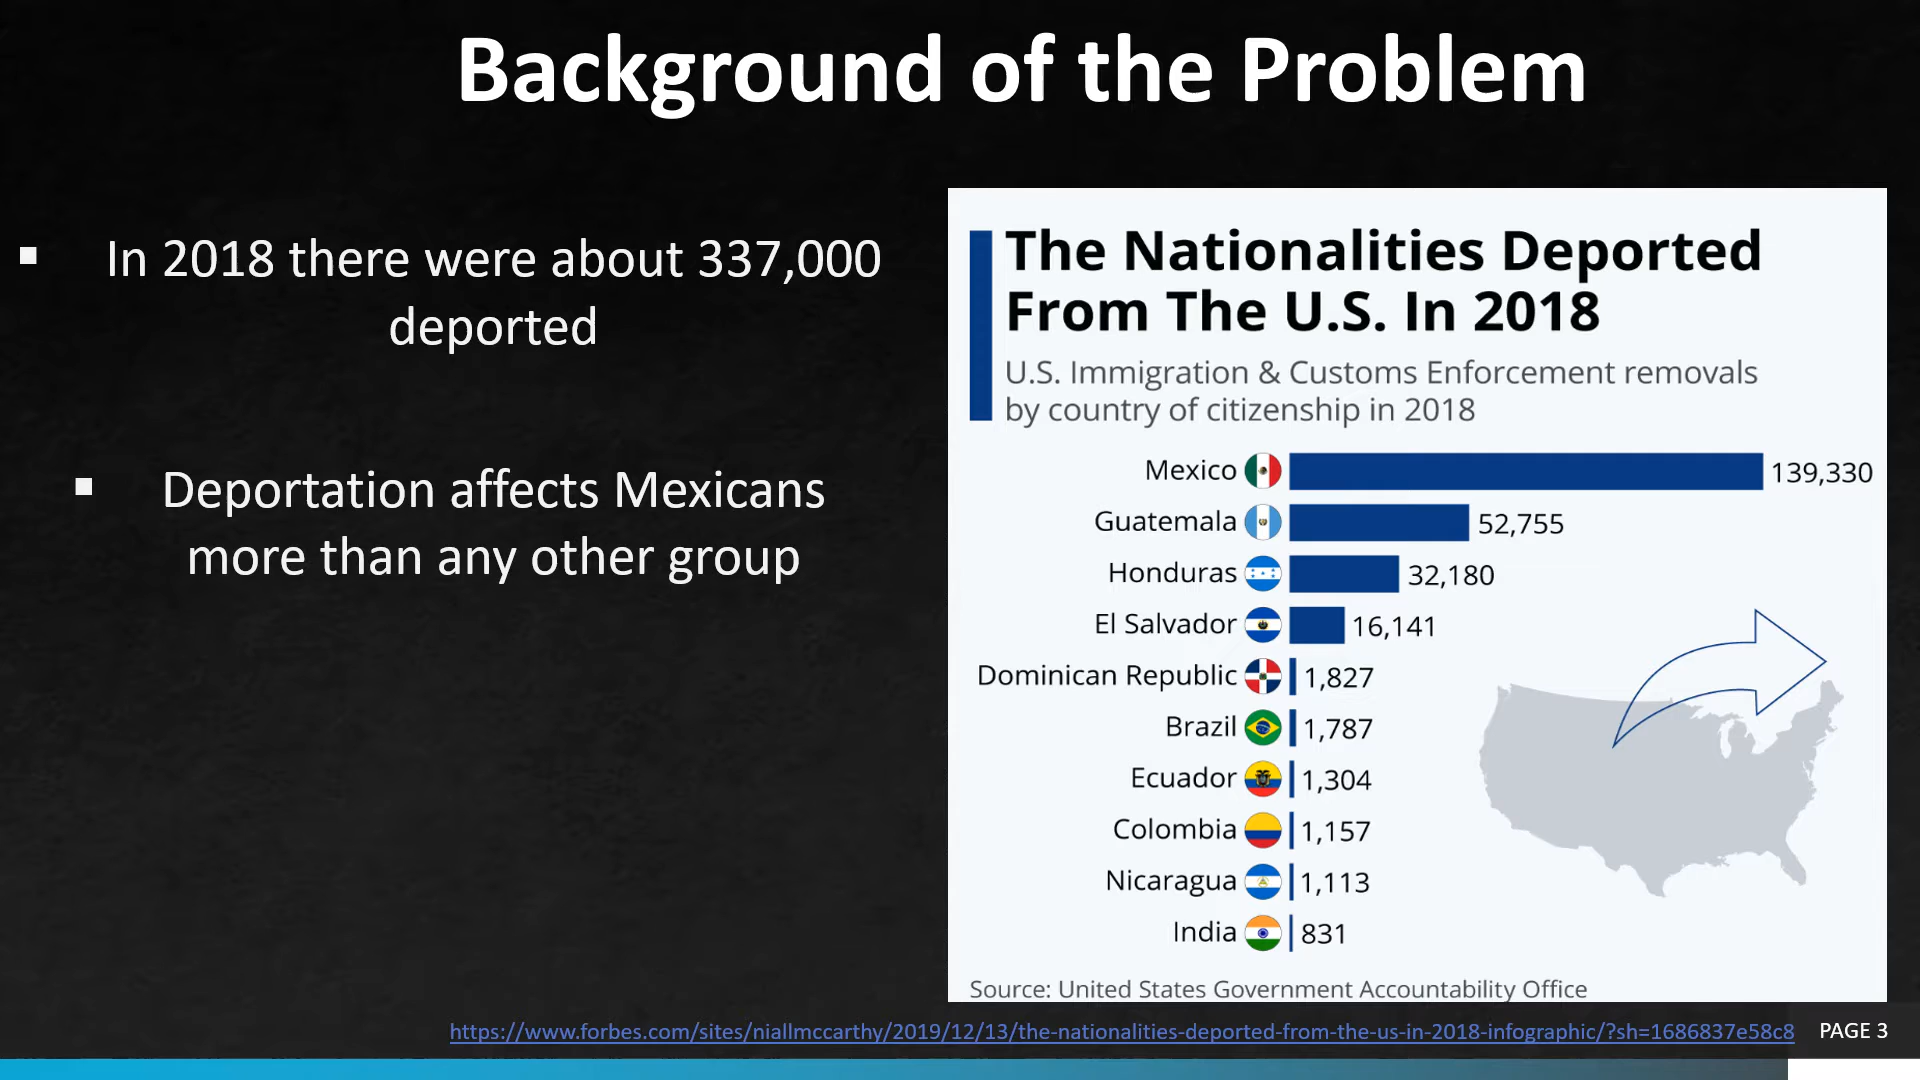 Background of the Problem
▪ In 2018 there were about 337,000
deported
▪ Deportation affects Mexicans
more than any other group
The Nationalities Deported
From The U.S. In 2018
U.S. Immigration & Customs Enforcement removals
by country of citizenship in 2018
Mexico 139,330
Guatemala 52,755
Honduras 32,180
El Salvador 16,141
Dominican Republic 1,827
Brazil 1,787
Ecuador 1,304
Colombia 1,157
Nicaragua 1,113
India 831
Source: United States Government Accountability Office
https://www.forbes.com/sites/niallmccarthy/2019/12/13/the-nationalities-deported-from-the-us-in-2018-infographic/?sh=1686837e58c8 PAGE 3